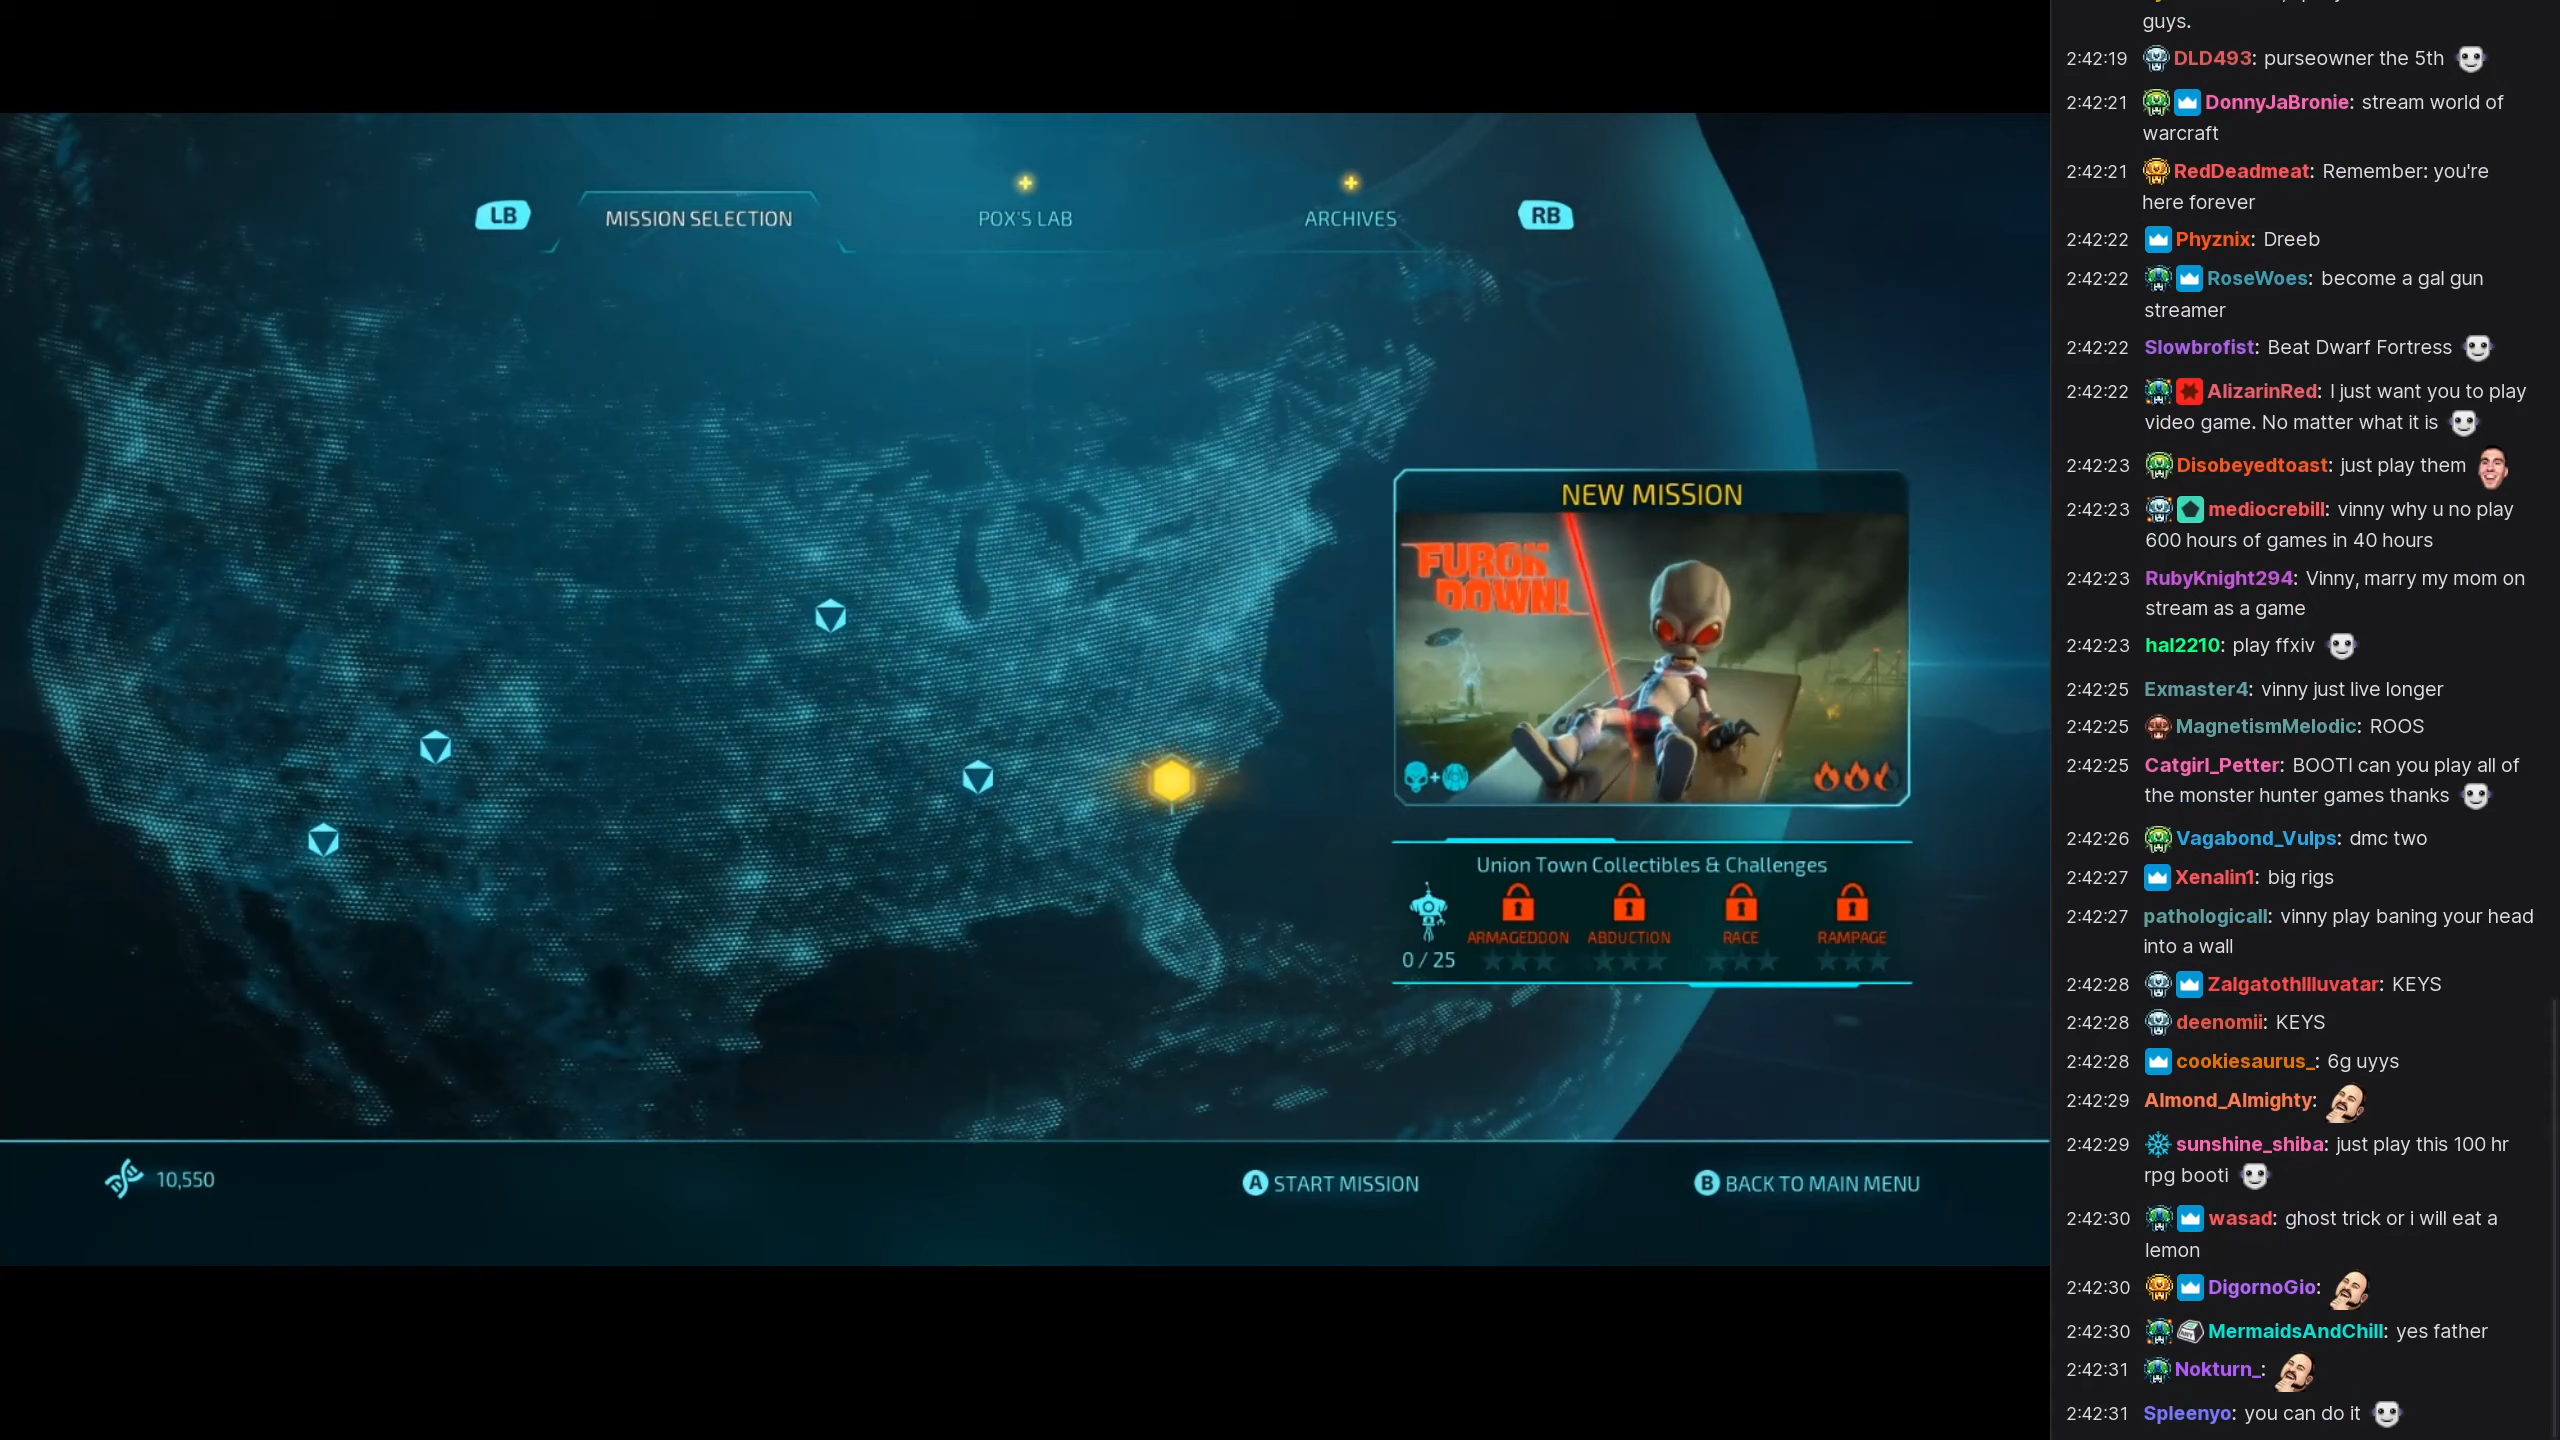 LB
MISSION SELECTION
POX'S LAB
ARCHIVES
RB
NEW MISSION
FURON
DOWN!
Union Town Collectibles & Challenges
0 / 25
ARMAGEDDON
ABDUCTION
RACE
RAMPAGE
10,550
A START MISSION
B BACK TO MAIN MENU
guys.
2:42:19 DLD493: purseowner the 5th
2:42:21 DonnyJaBronie: stream world of
warcraft
2:42:21 RedDeadmeat: Remember: you're
here forever
2:42:22 Phyznix: Dreeb
2:42:22 RoseWoes: become a gal gun
streamer
2:42:22 Slowbrofist: Beat Dwarf Fortress
2:42:22 AlizarinRed: I just want you to play
video game. No matter what it is
2:42:23 Disobeyedtoast: just play them
2:42:23 mediocrebill: vinny why u no play
600 hours of games in 40 hours
2:42:23 RubyKnight294: Vinny, marry my mom on
stream as a game
2:42:23 hal2210: play ffxiv
2:42:25 Exmaster4: vinny just live longer
2:42:25 MagnetismMelodic: ROOS
2:42:25 Catgirl_Petter: BOOTI can you play all of
the monster hunter games thanks
2:42:26 Vagabond_Vulps: dmc two
2:42:27 Xenalin1: big rigs
2:42:27 pathologicall: vinny play baning your head
into a wall
2:42:28 ZalgatothIlluvatar: KEYS
2:42:28 deenomii: KEYS
2:42:28 cookiesaurus_: 6g uyys
2:42:29 Almond_Almighty:
2:42:29 sunshine_shiba: just play this 100 hr
rpg booti
2:42:30 wasad: ghost trick or i will eat a
lemon
2:42:30 DigornoGio:
2:42:30 MermaidsAndChill: yes father
2:42:31 Nokturn_:
2:42:31 Spleenyo: you can do it